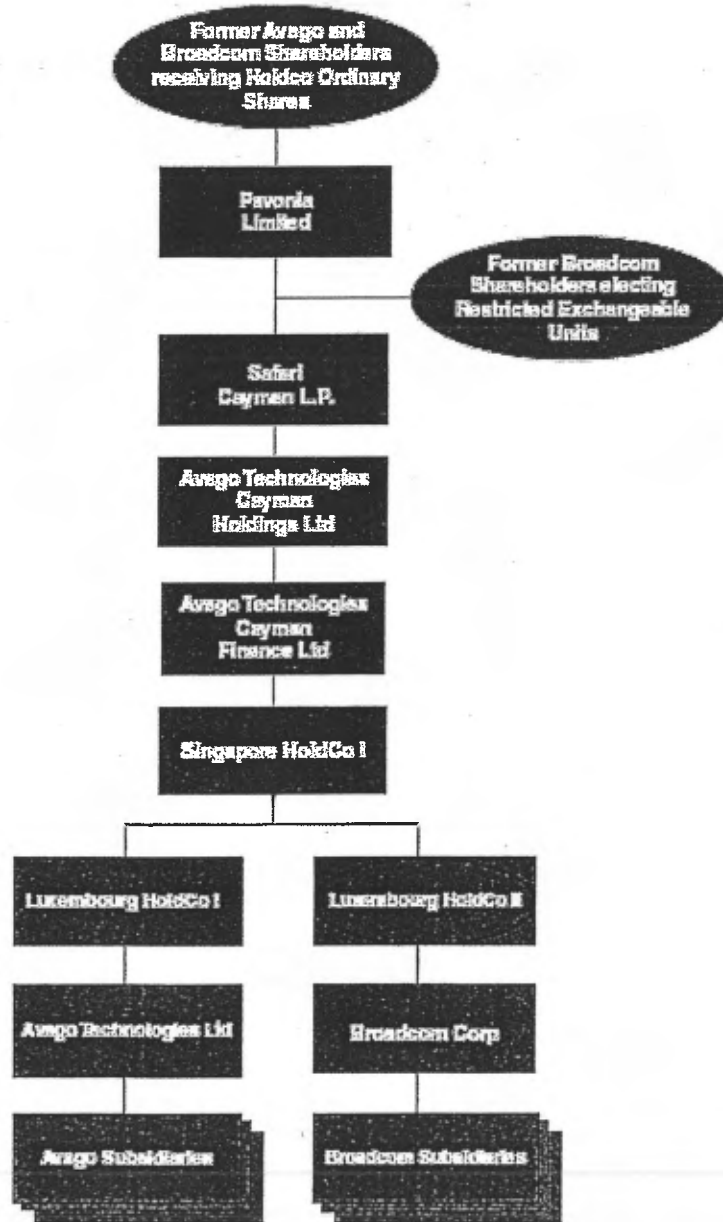 Former Avago and
Broadcom Shareholders
receiving Holdco Ordinary
Shares
Pavonia
Limited
Former Broadcom
Shareholders electing
Restricted Exchangeable
Units
Safari
Cayman L.P.
Avago Technologies
Cayman
Holdings Ltd
Avago Technologies
Cayman
Finance Ltd
Singapore HoldCo I
Luxembourg HoldCo I
Luxembourg HoldCo II
Avago Technologies Ltd
Broadcom Corp
Avago Subsidiaries
Broadcom Subsidiaries